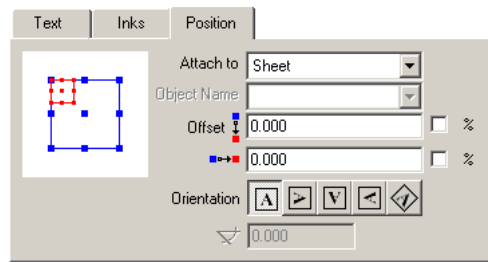 Text Inks Position
Attach to Sheet
Object Name
Offset 0.000 %
0.000 %
Orientation A A A A A
0.000